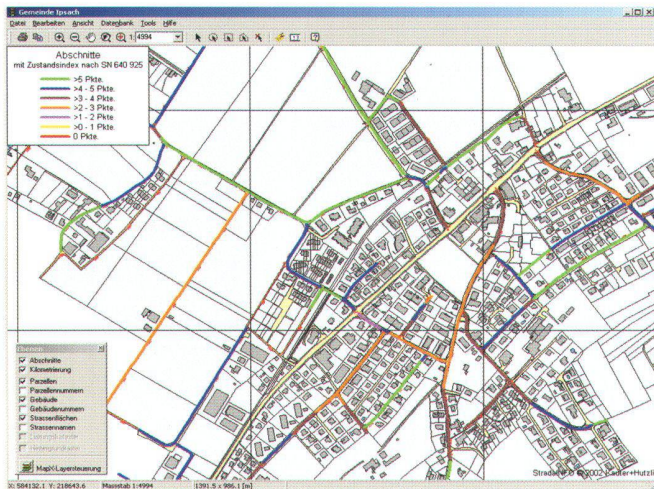 Gemeinde Ipsach
Datei Bearbeiten Ansicht Datenbank Tools Hilfe
1: 4994
Abschnitte
mit Zustandsindex nach SN 640 925
>5 Pkte.
>4 - 5 Pkte.
>3 - 4 Pkte.
>2 - 3 Pkte.
>1 - 2 Pkte.
>0 - 1 Pkte.
0 Pkte.
Ebenen
Abschnitte
Kilometrierung
Parzellen
Parzellennummern
Gebäude
Gebäudenummern
Strassenflächen
Strassennamen
MapX-Layersteuerung
StradaINFO © 2002 Kauter+Hutzli
X: 584132.1 Y: 218643.6 Massstab 1:4994 1391.5 x 986.1 [m]